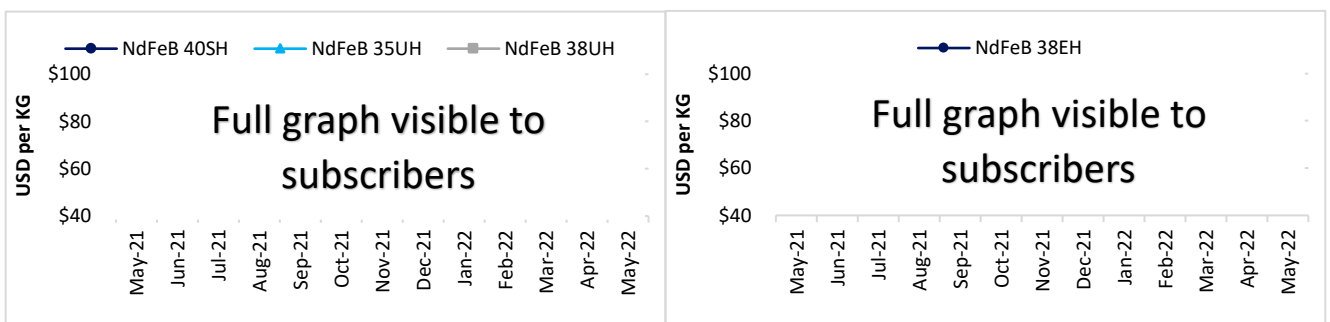 NdFeB 40SH NdFeB 35UH NdFeB 38UH
USD per KG
$100
$80
$60
$40
Full graph visible to
subscribers
May-21 Jun-21 Jul-21 Aug-21 Sep-21 Oct-21 Nov-21 Dec-21 Jan-22 Feb-22 Mar-22 Apr-22 May-22
NdFeB 38EH
USD per KG
$100
$80
$60
$40
Full graph visible to
subscribers
May-21 Jun-21 Jul-21 Aug-21 Sep-21 Oct-21 Nov-21 Dec-21 Jan-22 Feb-22 Mar-22 Apr-22 May-22